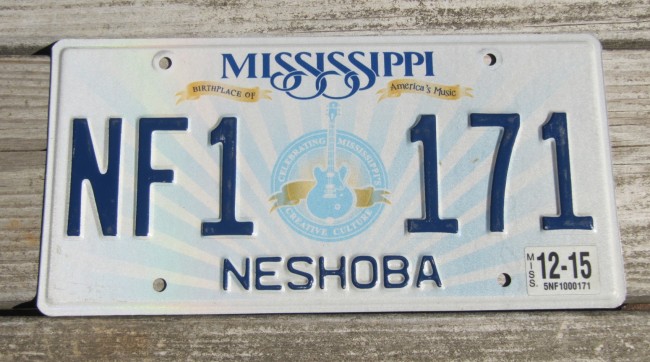 MISSISSIPPI
BIRTHPLACE OF America's Music
NF1 171
CELEBRATING MISSISSIPPI'S
CREATIVE CULTURE
NESHOBA
MISS. 12-15
5NF1000171